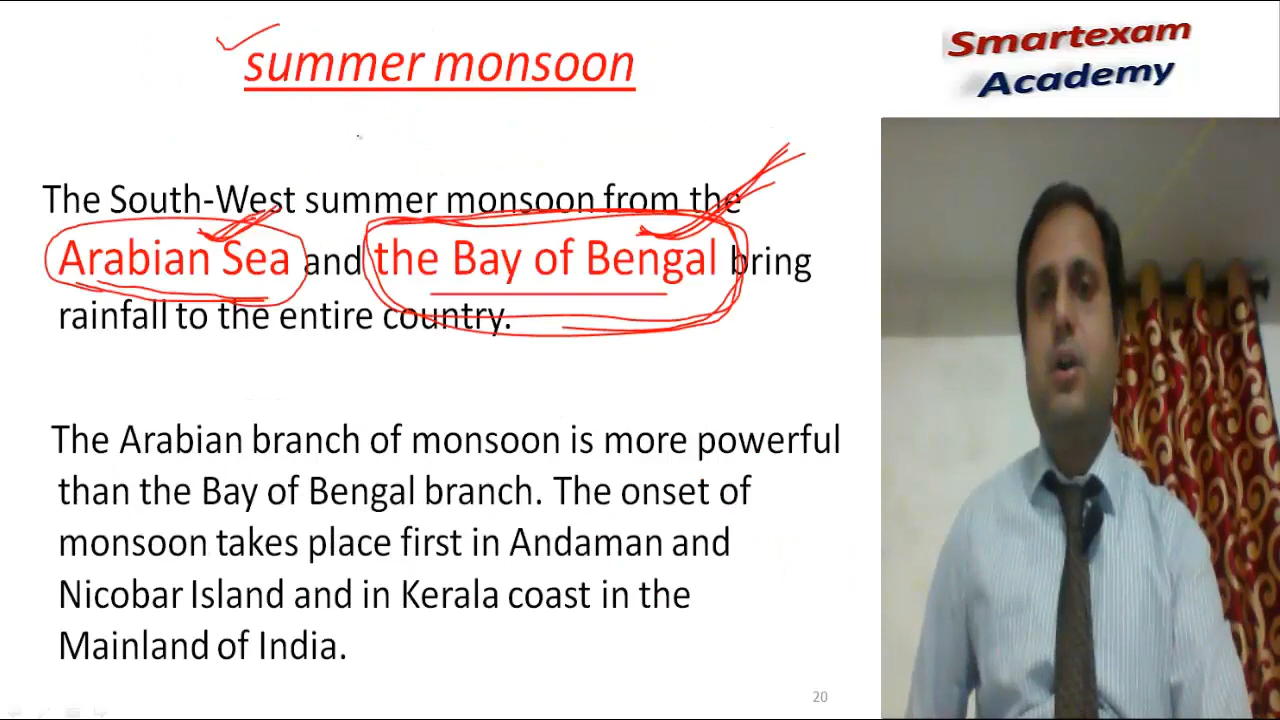 summer monsoon
Smartexam
Academy
The South-West summer monsoon from the
Arabian Sea and the Bay of Bengal bring
rainfall to the entire country.
The Arabian branch of monsoon is more powerful
than the Bay of Bengal branch. The onset of
monsoon takes place first in Andaman and
Nicobar Island and in Kerala coast in the
Mainland of India.
20